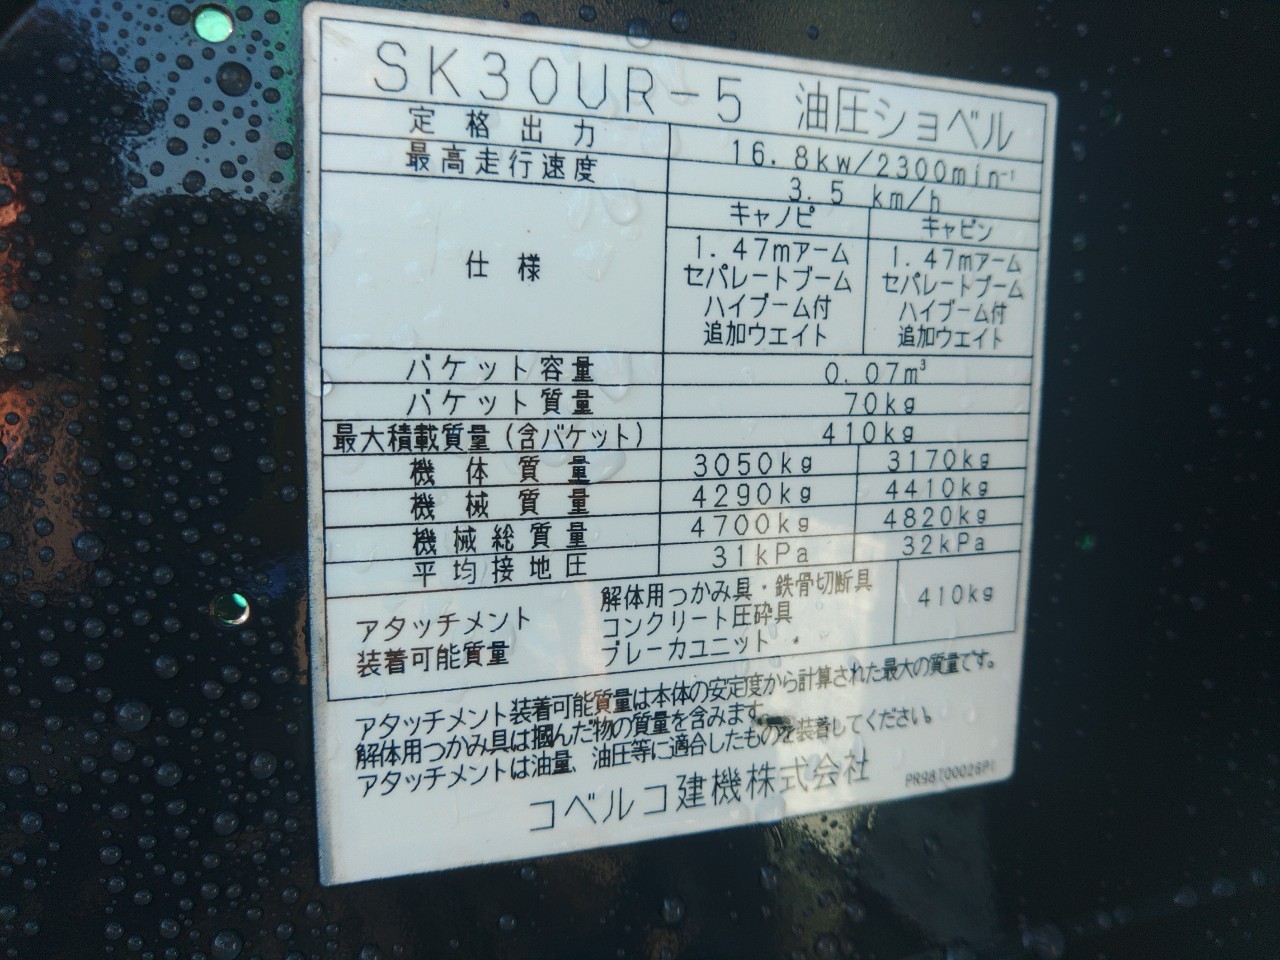 SK30UR-5 油圧ショベル
定格出力 16.8kw/2300min⁻¹
最高走行速度 3.5 km/h
仕様 キャノピ キャビン
1.47mアーム 1.47mアーム
セパレートブーム セパレートブーム
ハイブーム付 ハイブーム付
追加ウエイト 追加ウエイト
バケット容量 0.07m³
バケット質量 70kg
最大積載質量(含バケット) 410kg
機体質量 3050kg 3170kg
機械質量 4290kg 4410kg
機械総質量 4700kg 4820kg
平均接地圧 31kPa 32kPa
アタッチメント
装着可能質量
解体用つかみ具・鉄骨切断具
コンクリート圧砕具
ブレーカユニット
410kg
アタッチメント装着可能質量は本体の安定度から計算された最大の質量です。
解体用つかみ具は掴んだ物の質量を含みます。
アタッチメントは油量、油圧等に適合したものを装着してください。
コベルコ建機株式会社